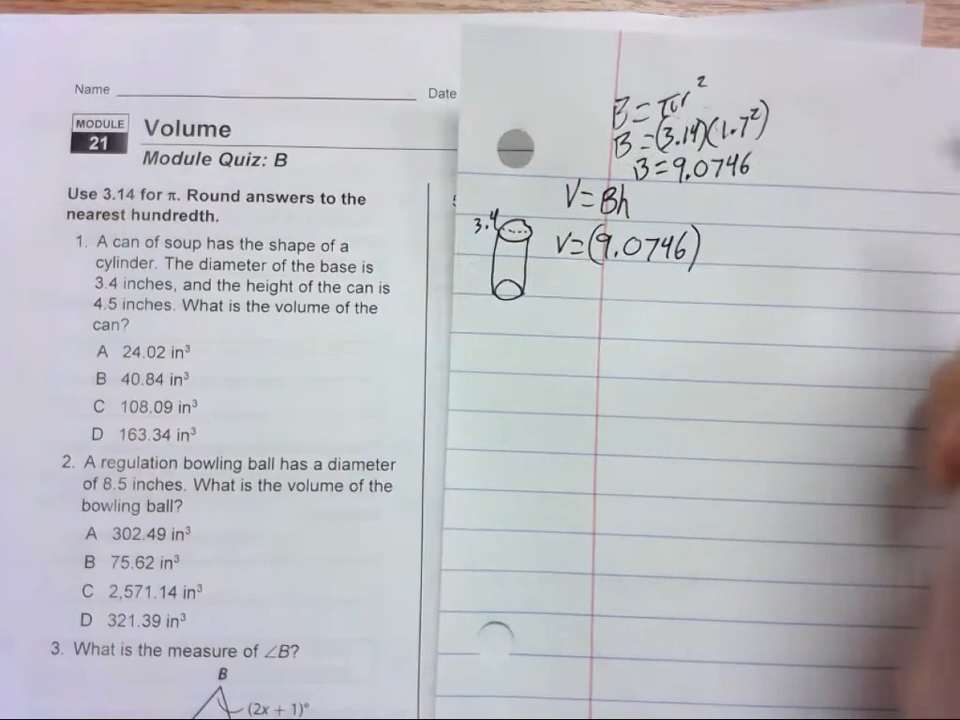 Name
Date
MODULE
21
Volume
Module Quiz: B
Use 3.14 for π. Round answers to the
nearest hundredth.
1. A can of soup has the shape of a
cylinder. The diameter of the base is
3.4 inches, and the height of the can is
4.5 inches. What is the volume of the
can?
A 24.02 in³
B 40.84 in³
C 108.09 in³
D 163.34 in³
2. A regulation bowling ball has a diameter
of 8.5 inches. What is the volume of the
bowling ball?
A 302.49 in³
B 75.62 in³
C 2,571.14 in³
D 321.39 in³
3. What is the measure of ∠B?
B
(2x + 1)°
B = πr²
B = (3.14)(1.7²)
B = 9.0746
V = Bh
3.4
V = (9.0746)